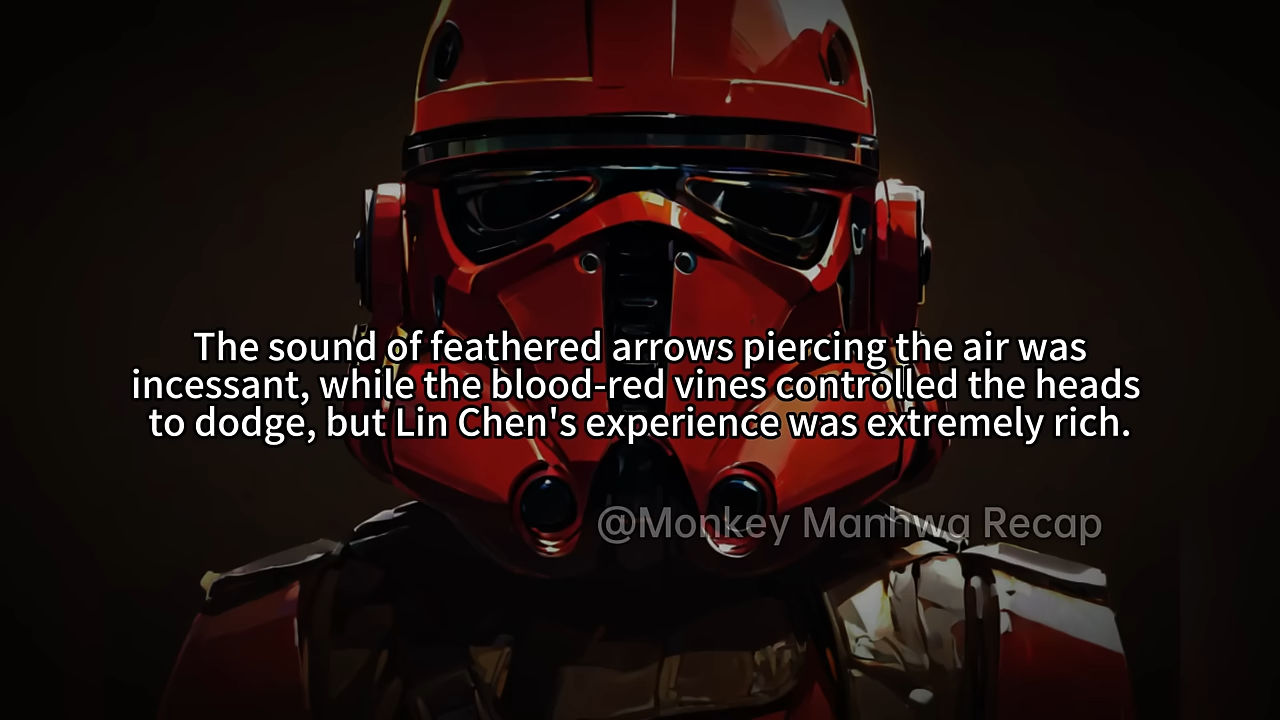 The sound of feathered arrows piercing the air was
incessant, while the blood-red vines controlled the heads
to dodge, but Lin Chen's experience was extremely rich.
@Monkey Manhwa Recap